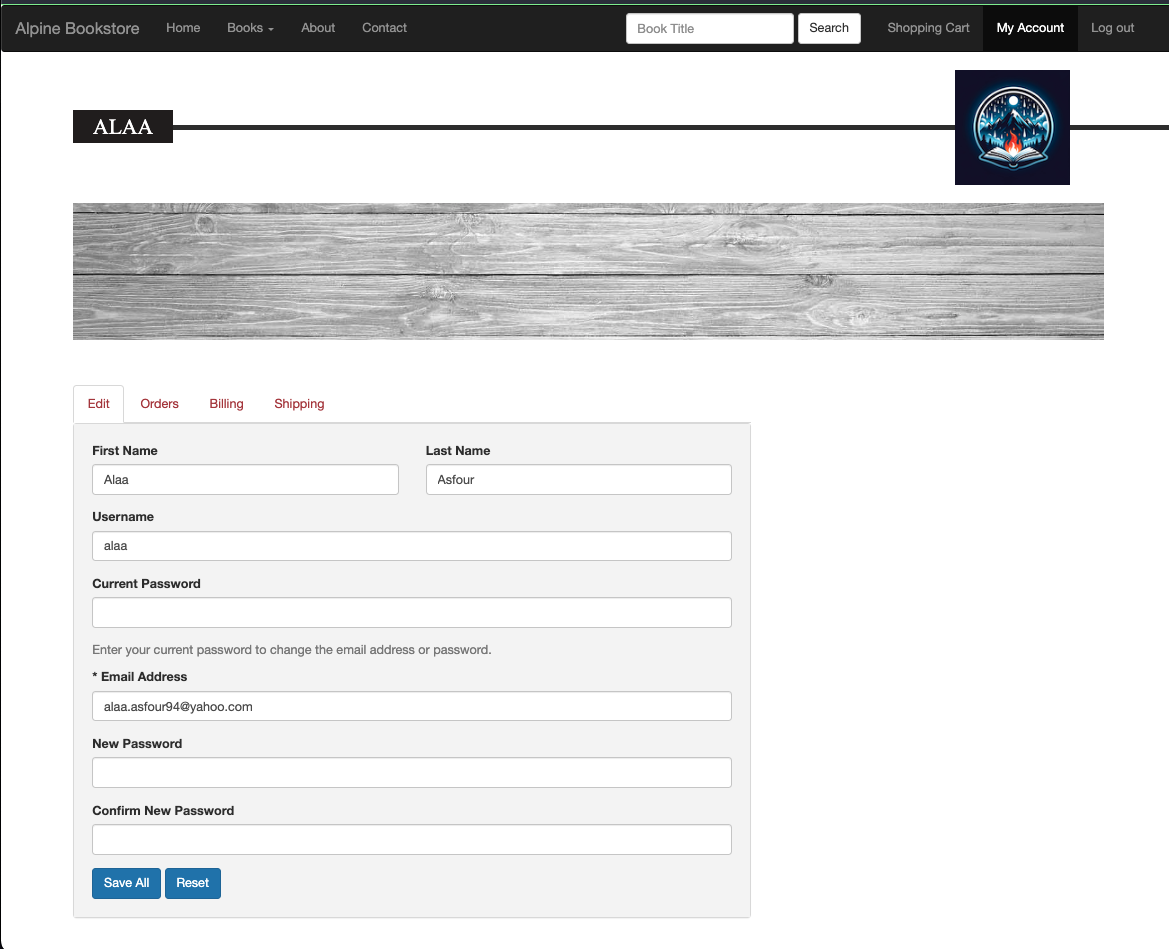 Alpine Bookstore Home Books About Contact Book Title Search Shopping Cart My Account Log out
ALAA
Edit Orders Billing Shipping
First Name Last Name
Alaa Asfour
Username
alaa
Current Password
Enter your current password to change the email address or password.
* Email Address
alaa.asfour94@yahoo.com
New Password
Confirm New Password
Save All Reset